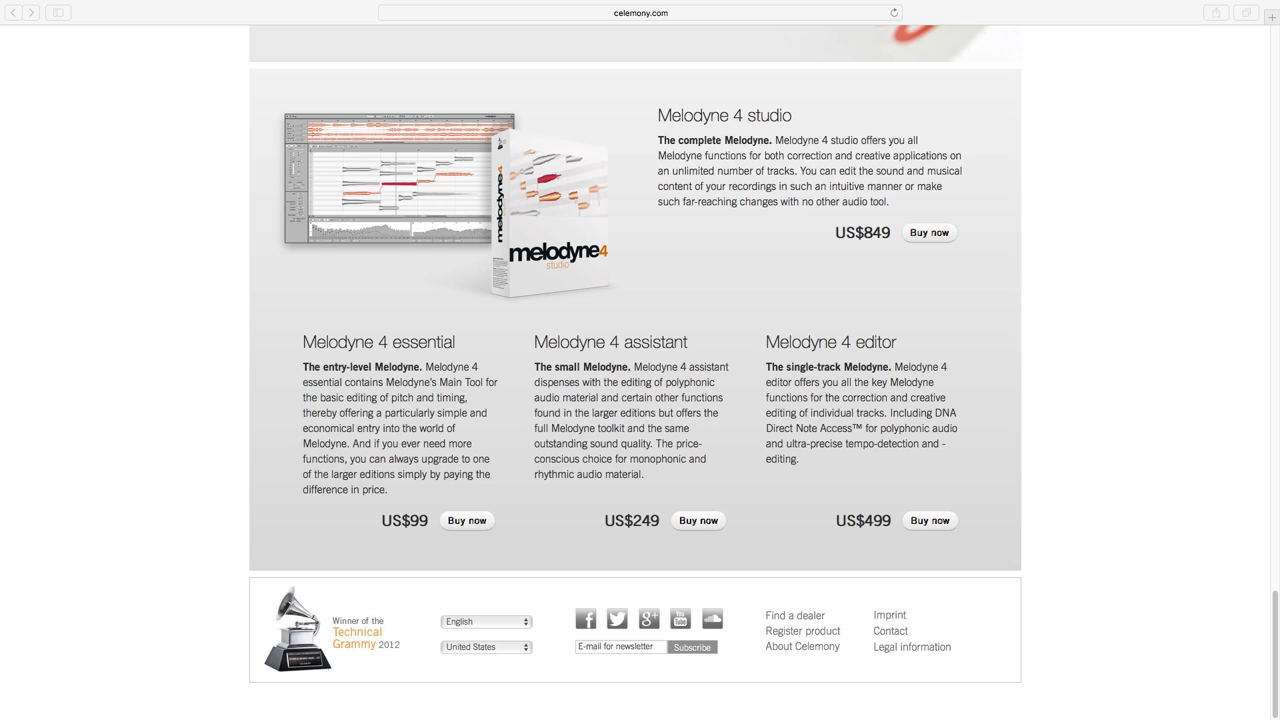 celemony.com
Melodyne 4 studio
The complete Melodyne. Melodyne 4 studio offers you all
Melodyne functions for both correction and creative applications on
an unlimited number of tracks. You can edit the sound and musical
content of your recordings in such an intuitive manner or make
such far-reaching changes with no other audio tool.
US$849 Buy now
melodyne4
melodyne4
studio
Melodyne 4 essential
The entry-level Melodyne. Melodyne 4
essential contains Melodyne's Main Tool for
the basic editing of pitch and timing,
thereby offering a particularly simple and
economical entry into the world of
Melodyne. And if you ever need more
functions, you can always upgrade to one
of the larger editions simply by paying the
difference in price.
US$99 Buy now
Melodyne 4 assistant
The small Melodyne. Melodyne 4 assistant
dispenses with the editing of polyphonic
audio material and certain other functions
found in the larger editions but offers the
full Melodyne toolkit and the same
outstanding sound quality. The price-
conscious choice for monophonic and
rhythmic audio material.
US$249 Buy now
Melodyne 4 editor
The single-track Melodyne. Melodyne 4
editor offers you all the key Melodyne
functions for the correction and creative
editing of individual tracks. Including DNA
Direct Note Access™ for polyphonic audio
and ultra-precise tempo-detection and -
editing.
US$499 Buy now
Winner of the
Technical
Grammy 2012
English
United States
You
Tube
E-mail for newsletter Subscribe
Find a dealer
Register product
About Celemony
Imprint
Contact
Legal information